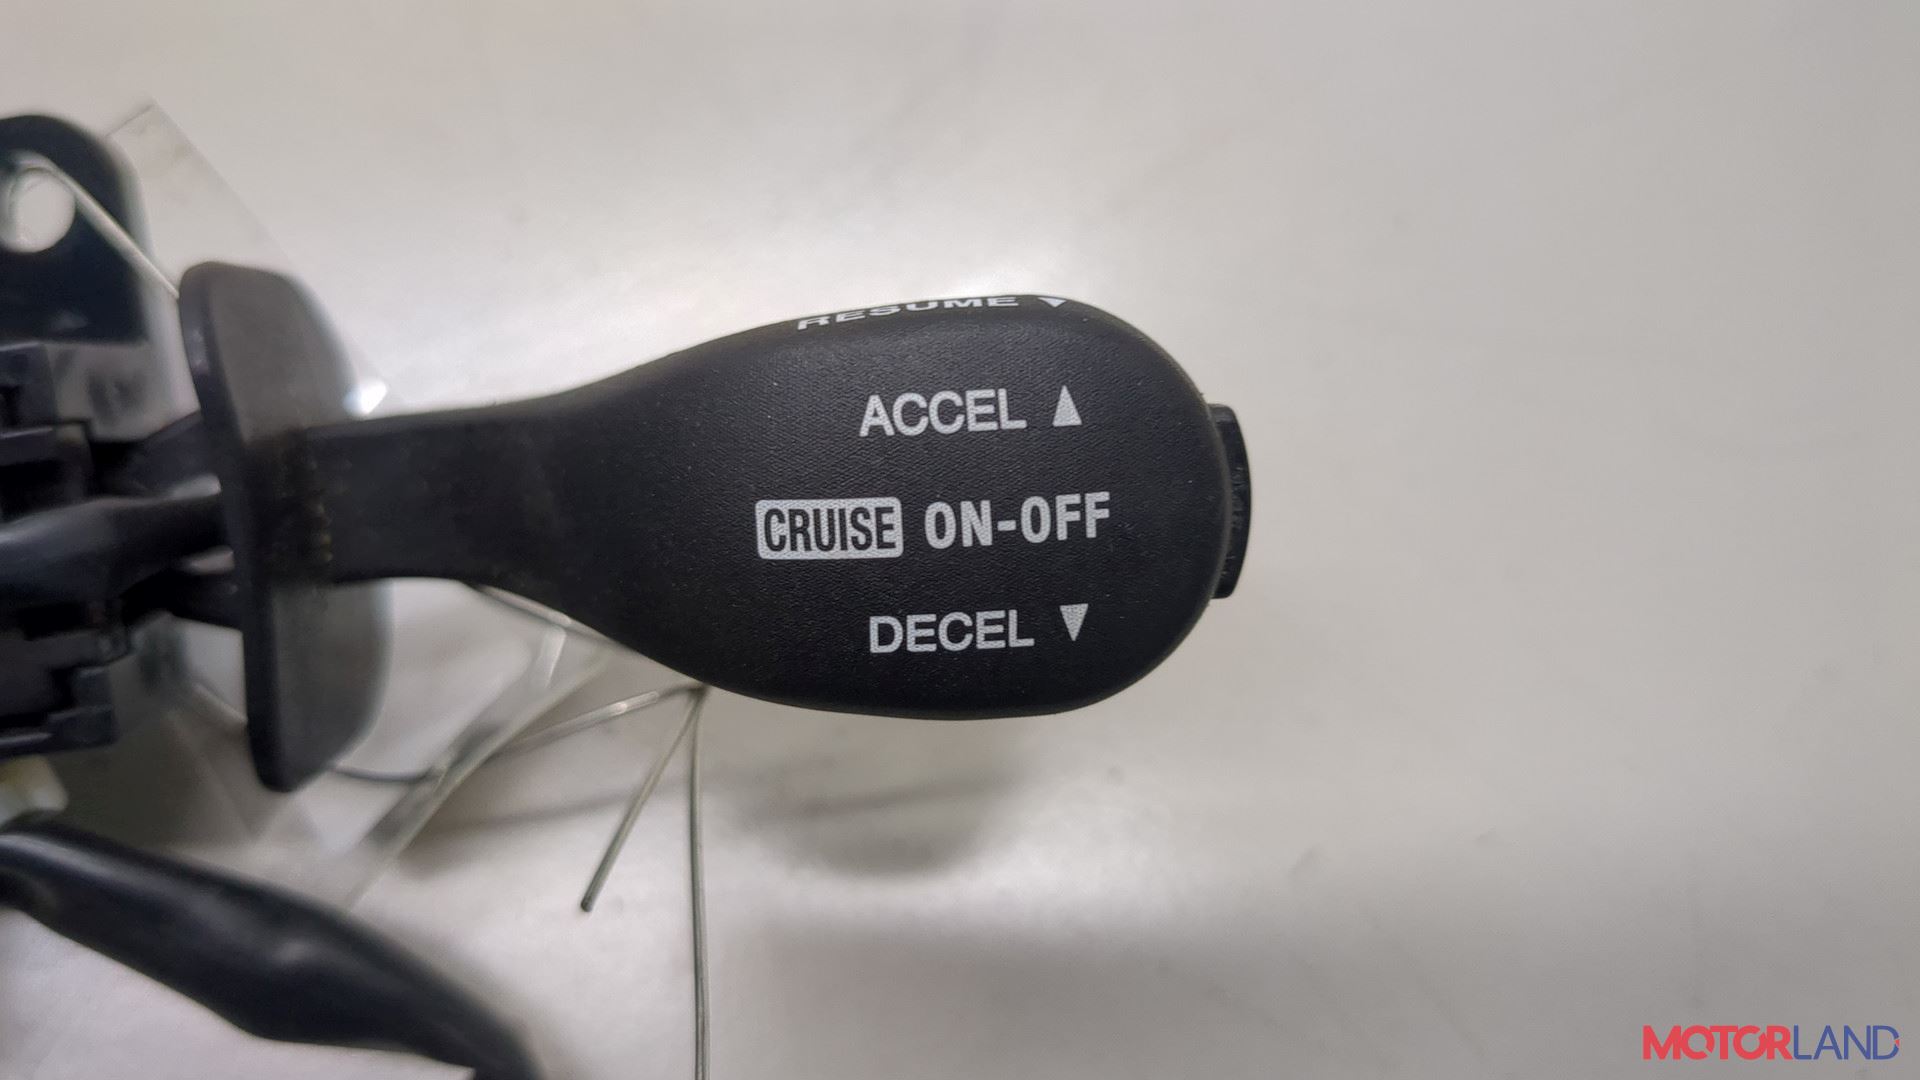 RESUME ▼
ACCEL ▲
CRUISE ON-OFF
DECEL ▼
MOTORLAND